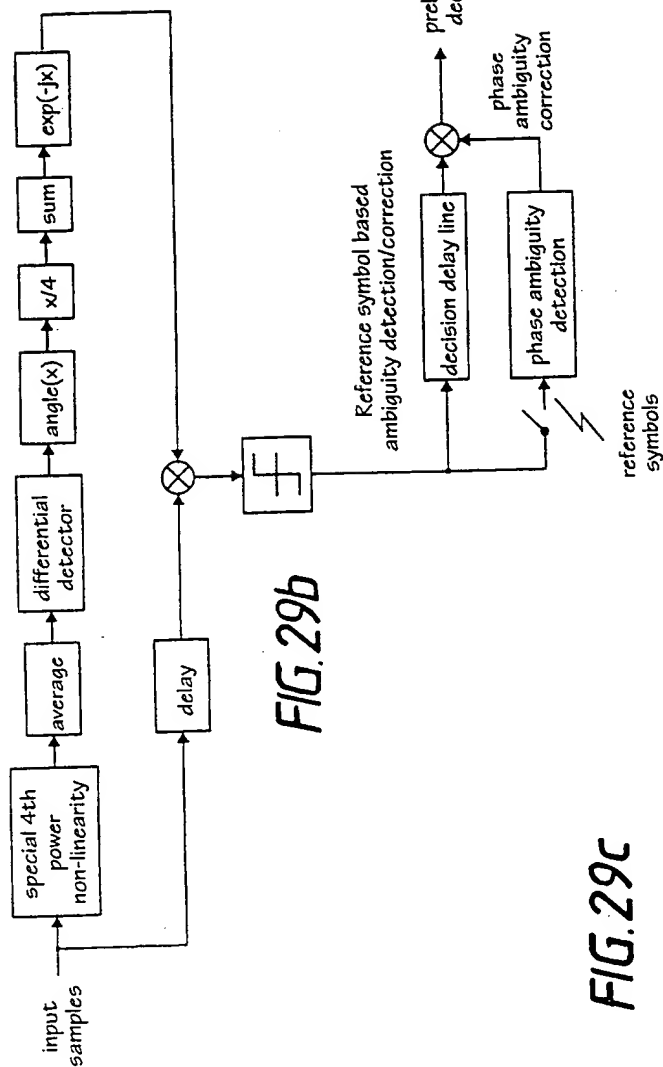 input
samples
special 4th
power
non-linearity
average
differential
detector
angle(x)
x/4
sum
exp(-jx)
delay
FIG. 29b
Reference symbol based
ambiguity detection/correction
decision delay line
phase ambiguity
detection
phase
ambiguity
correction
reference
symbols
FIG. 29c